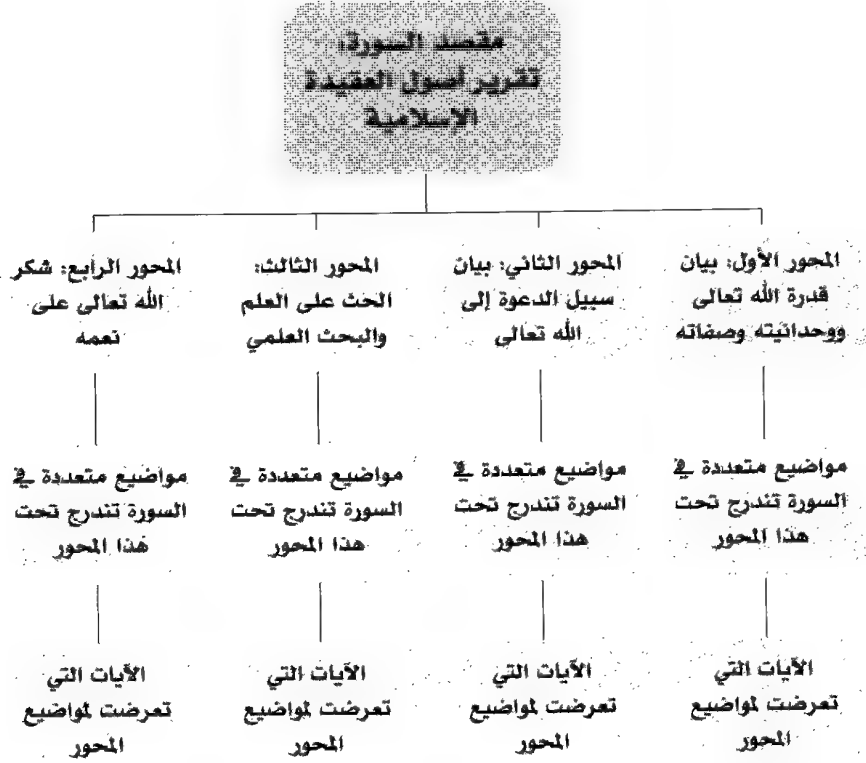 مقصد السورة:
تقرير أصول العقيدة
الإسلامية
المحور الأول: بيان
قدرة الله تعالى
ووحدانيته وصفاته
المحور الثاني: بيان
سبيل الدعوة إلى
الله تعالى
المحور الثالث:
الحث على العلم
والبحث العلمي
المحور الرابع: شكر
الله تعالى على
نعمه
مواضيع متعددة في
السورة تندرج تحت
هذا المحور
مواضيع متعددة في
السورة تندرج تحت
هذا المحور
مواضيع متعددة في
السورة تندرج تحت
هذا المحور
مواضيع متعددة في
السورة تندرج تحت
هذا المحور
الآيات التي
تعرضت لمواضيع
المحور
الآيات التي
تعرضت لمواضيع
المحور
الآيات التي
تعرضت لمواضيع
المحور
الآيات التي
تعرضت لمواضيع
المحور